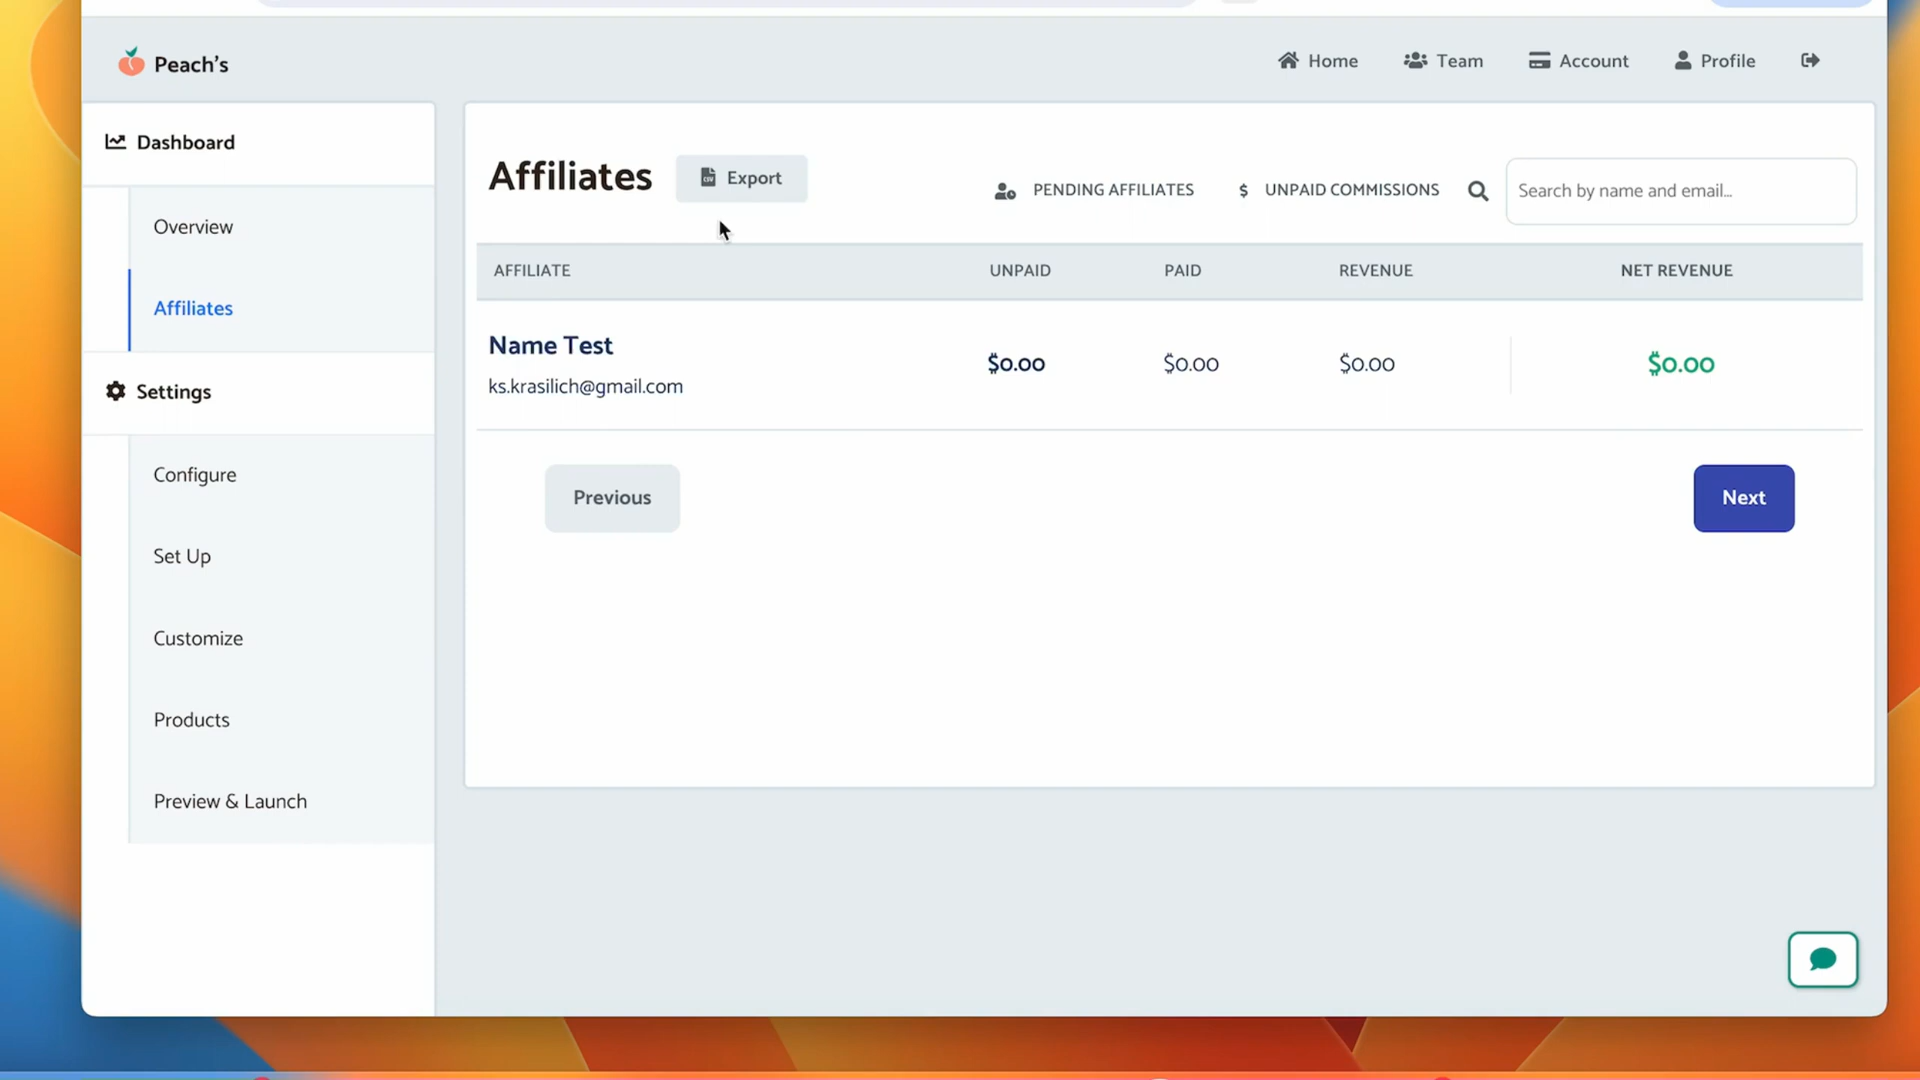 Peach's
Home
Team
Account
Profile
Dashboard
Overview
Affiliates
Settings
Configure
Set Up
Customize
Products
Preview & Launch
Affiliates
Export
PENDING AFFILIATES
$ UNPAID COMMISSIONS
Search by name and email...
AFFILIATE UNPAID PAID REVENUE NET REVENUE
Name Test
ks.krasilich@gmail.com
$0.00 $0.00 $0.00 $0.00
Previous
Next